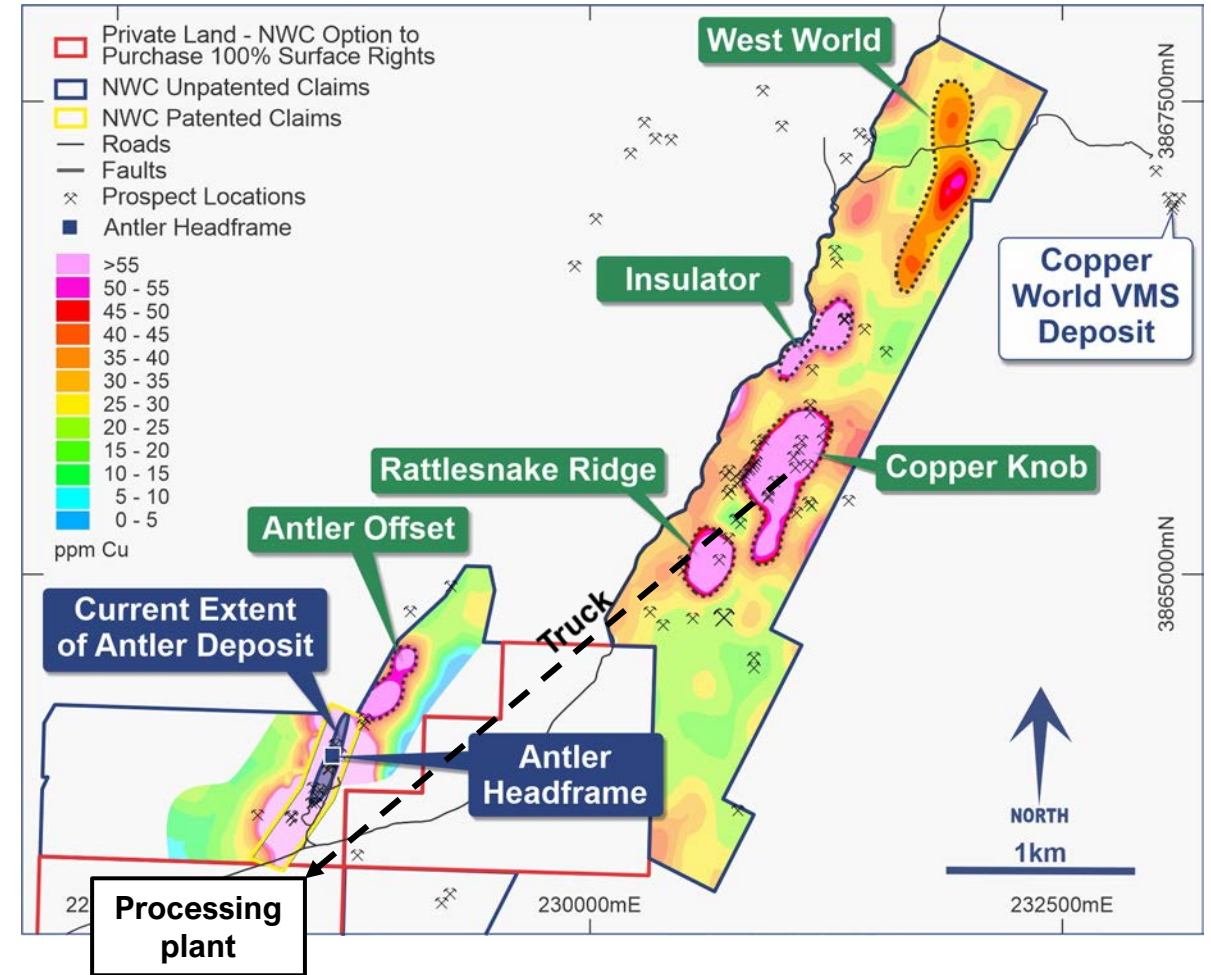 Private Land - NWC Option to
Purchase 100% Surface Rights
NWC Unpatented Claims
NWC Patented Claims
Roads
Faults
Prospect Locations
Antler Headframe
>55
50 - 55
45 - 50
40 - 45
35 - 40
30 - 35
25 - 30
20 - 25
15 - 20
10 - 15
5 - 10
0 - 5
ppm Cu
West World
3867500mN
Insulator
Copper
World VMS
Deposit
Rattlesnake Ridge
Copper Knob
Antler Offset
3865000mN
Current Extent
of Antler Deposit
Truck
Antler
Headframe
NORTH
1km
22
Processing
plant
230000mE
232500mE